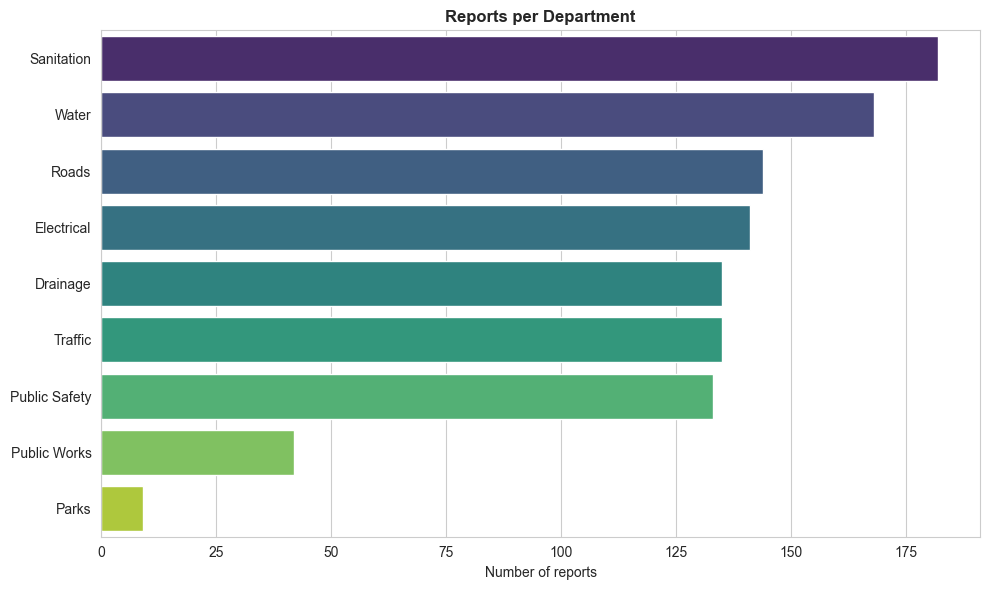 Reports per Department
Sanitation
Water
Roads
Electrical
Drainage
Traffic
Public Safety
Public Works
Parks
0 25 50 75 100 125 150 175
Number of reports